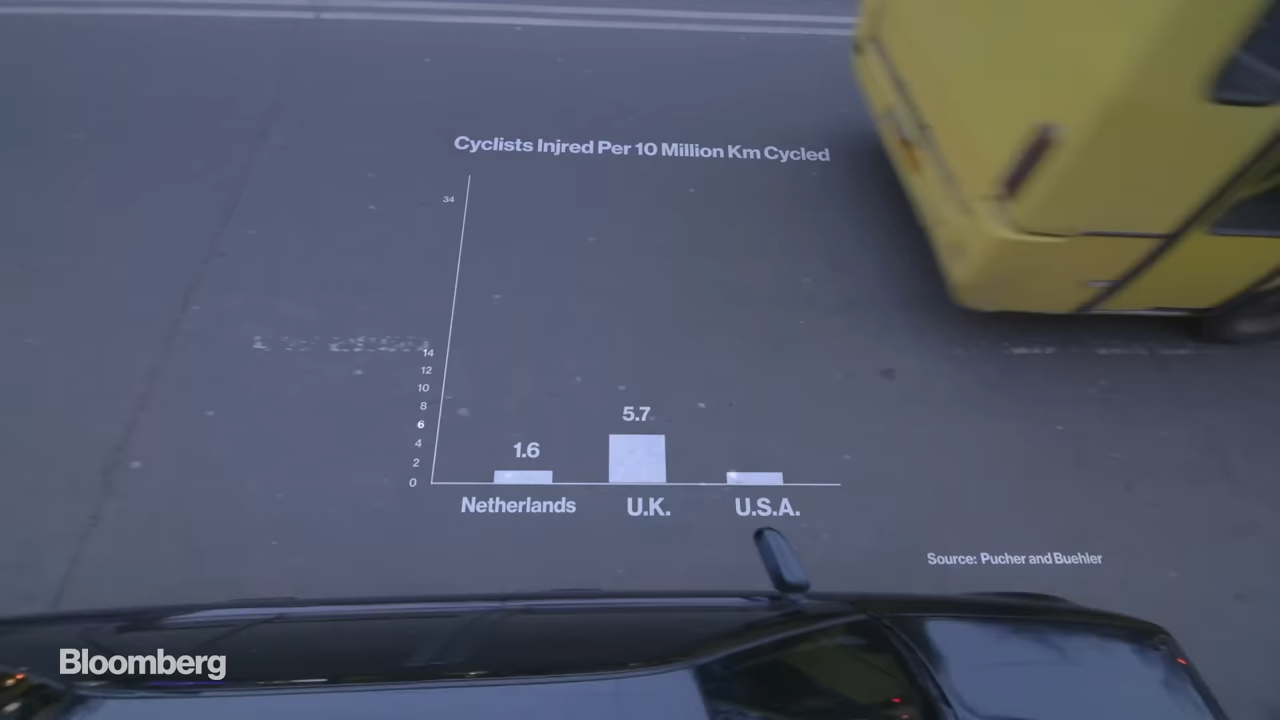 Cyclists Injred Per 10 Million Km Cycled
34
14
12
10
8
6
4
2
0
1.6
5.7
Netherlands
U.K.
U.S.A.
Source: Pucher and Buehler
Bloomberg